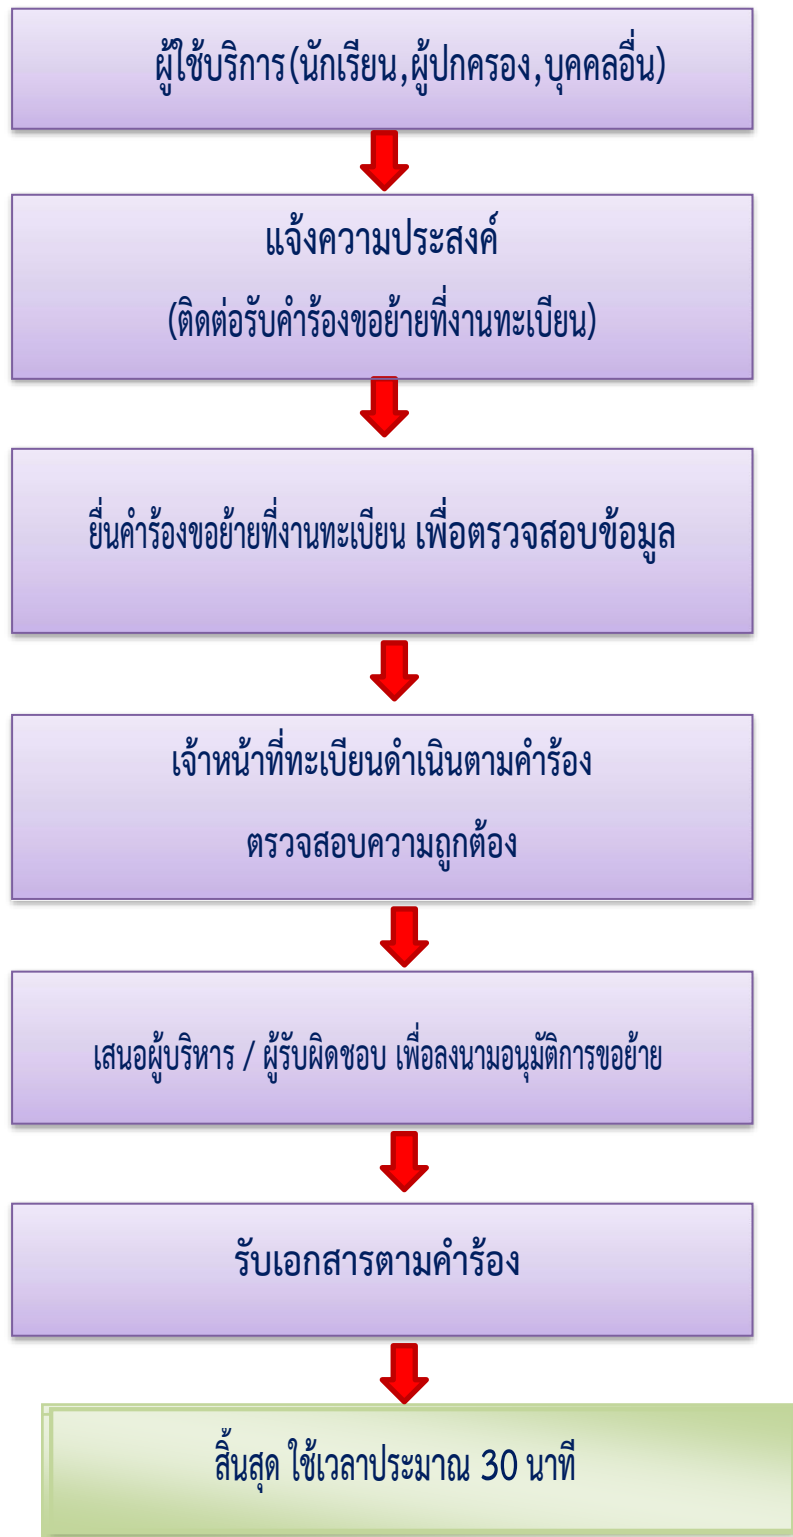 ผู้ใช้บริการ(นักเรียน,ผู้ปกครอง,บุคคลอื่น)
แจ้งความประสงค์
(ติดต่อรับคำร้องขอย้ายที่งานทะเบียน)
ยื่นคำร้องขอย้ายที่งานทะเบียน เพื่อตรวจสอบข้อมูล
เจ้าหน้าที่ทะเบียนดำเนินตามคำร้อง
ตรวจสอบความถูกต้อง
เสนอผู้บริหาร / ผู้รับผิดชอบ เพื่อลงนามอนุมัติการขอย้าย
รับเอกสารตามคำร้อง
สิ้นสุด ใช้เวลาประมาณ 30 นาที